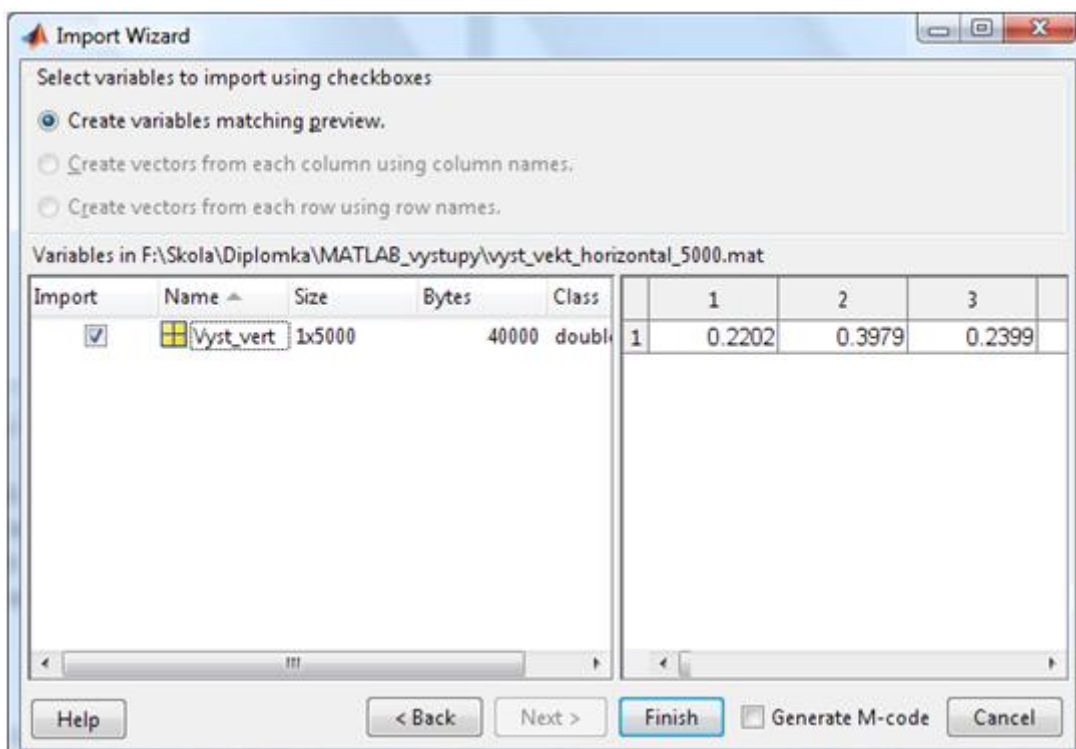 Import Wizard
Select variables to import using checkboxes
Create variables matching preview.
Create vectors from each column using column names.
Create vectors from each row using row names.
Variables in F:\Skola\Diplomka\MATLAB_vystupy\vyst_vekt_horizontal_5000.mat
Import Name Size Bytes Class
Vyst_vert 1x5000 40000 doubl
1 2 3
1 0.2202 0.3979 0.2399
Help < Back Next > Finish Generate M-code Cancel